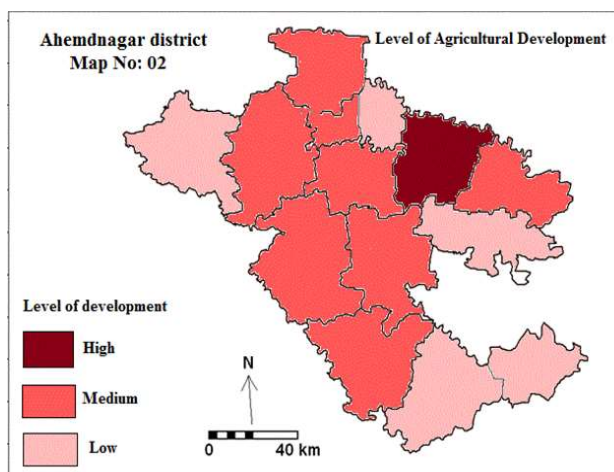 Ahemdnagar district
Map No: 02
Level of Agricultural Development
Level of development
High
Medium
Low
N
0 40 km